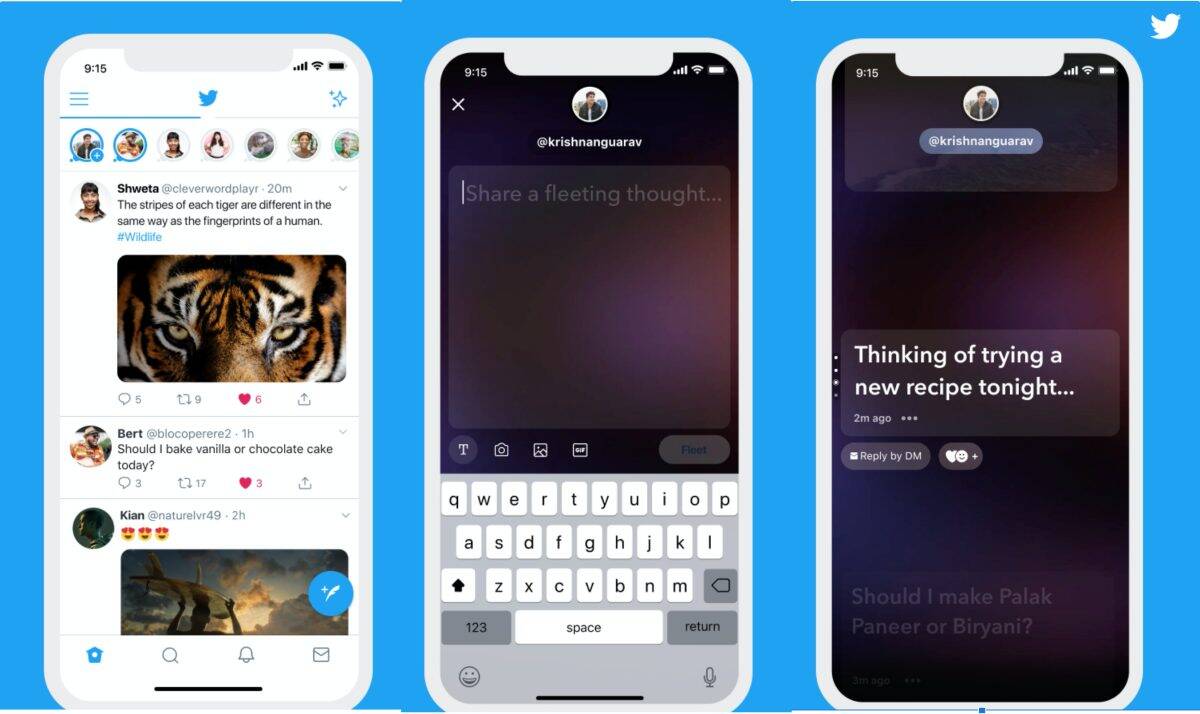 9:15
Shweta @cleverwordplayr · 20m
The stripes of each tiger are different in the
same way as the fingerprints of a human.
#Wildlife
5
9
6
Bert @blocoperere2 · 1h
Should I bake vanilla or chocolate cake
today?
3
17
3
Kian @naturelvr49 · 2h
9:15
@krishnanguarav
Share a fleeting thought...
T
GIF
Fleet
q w e r t y u i o p
a s d f g h j k l
z x c v b n m
123
space
return
9:15
@krishnanguarav
Thinking of trying a
new recipe tonight...
2m ago
Reply by DM
+
Should I make Palak
Paneer or Biryani?
3m ago